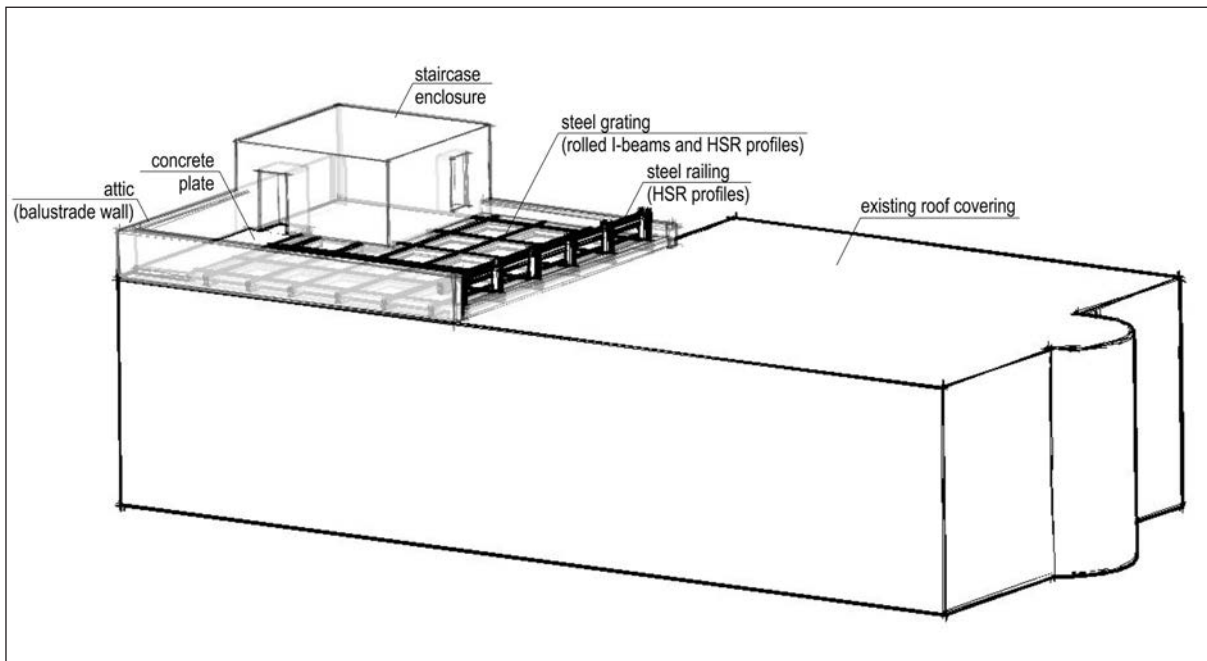 staircase
enclosure
steel grating
(rolled I-beams and HSR profiles)
concrete
plate
steel railing
(HSR profiles)
attic
(balustrade wall)
existing roof covering